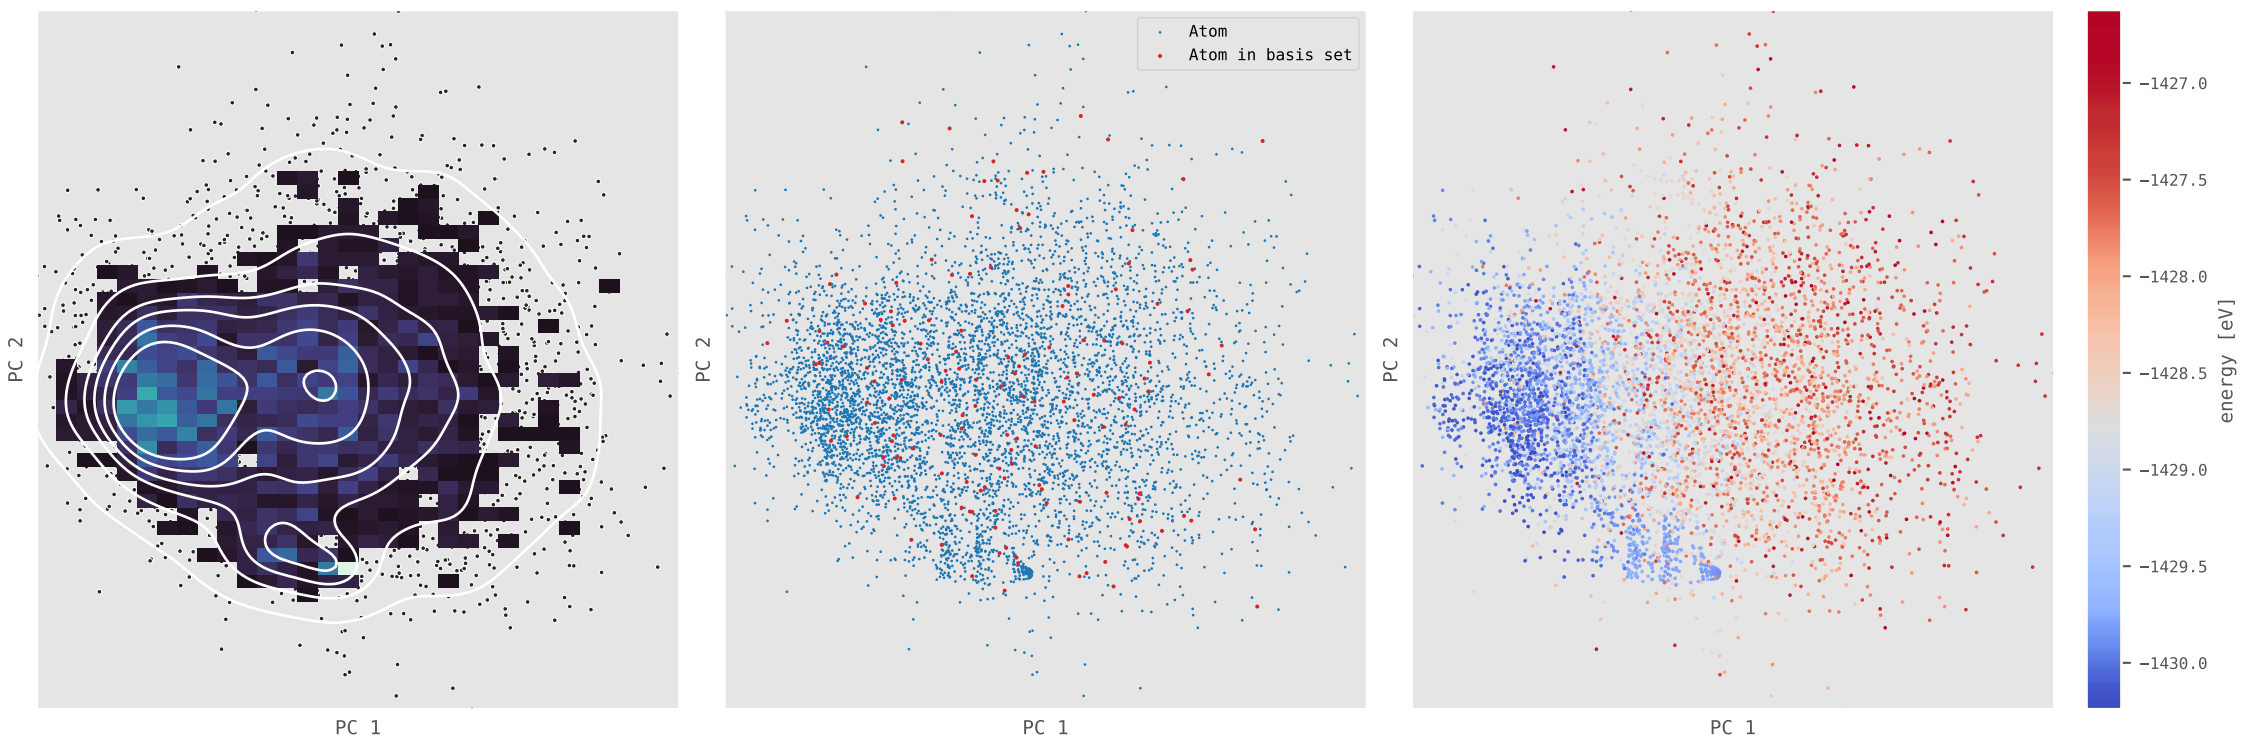 PC 2
PC 1
PC 2
Atom
Atom in basis set
PC 1
PC 2
PC 1
−1427.0
−1427.5
−1428.0
−1428.5
−1429.0
−1429.5
−1430.0
energy [eV]